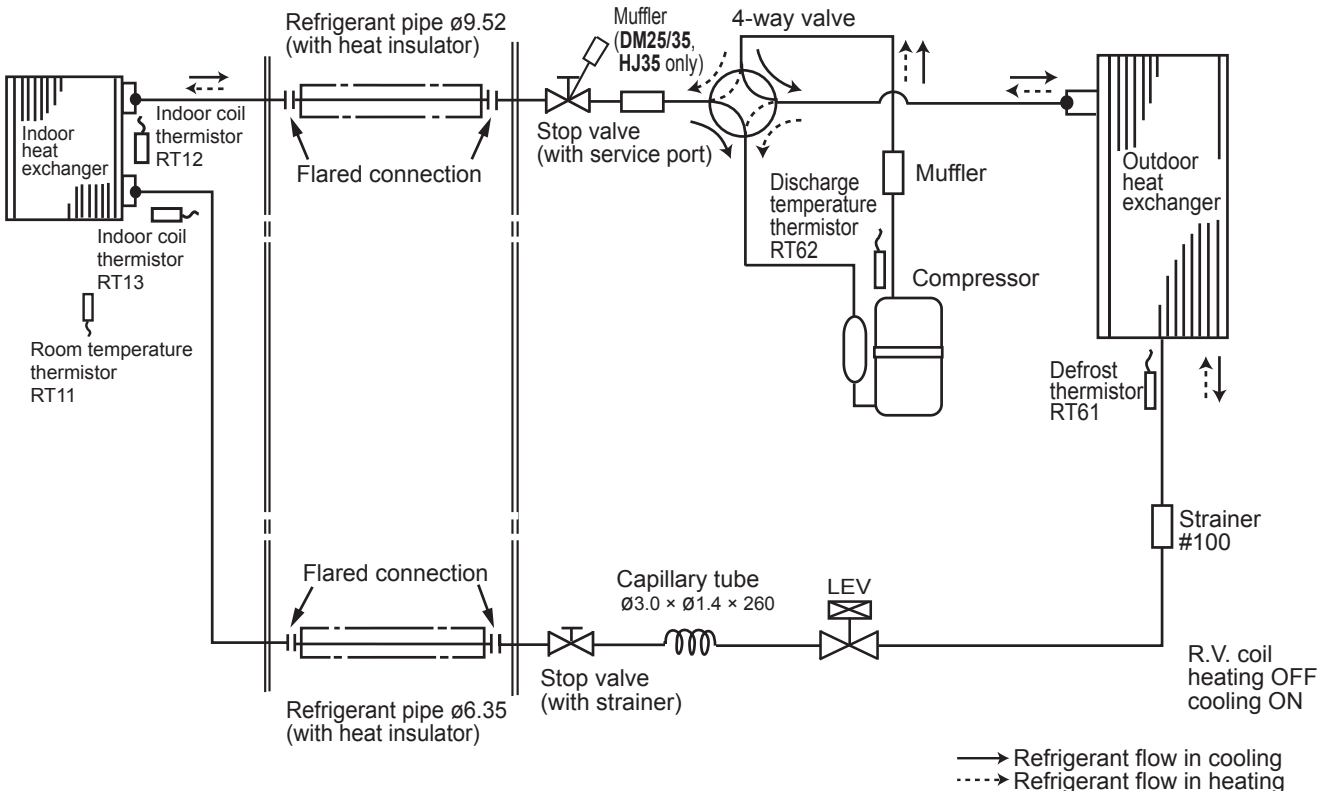 Refrigerant pipe ø9.52
(with heat insulator)
Muffler
(DM25/35,
HJ35 only)
4-way valve
Indoor
heat
exchanger
Indoor coil
thermistor
RT12
Flared connection
Stop valve
(with service port)
Discharge
temperature
thermistor
RT62
Muffler
Outdoor
heat
exchanger
Indoor coil
thermistor
RT13
Compressor
Room temperature
thermistor
RT11
Defrost
thermistor
RT61
Strainer
#100
Flared connection
Capillary tube
ø3.0 × ø1.4 × 260
LEV
Stop valve
(with strainer)
Refrigerant pipe ø6.35
(with heat insulator)
R.V. coil
heating OFF
cooling ON
Refrigerant flow in cooling
Refrigerant flow in heating